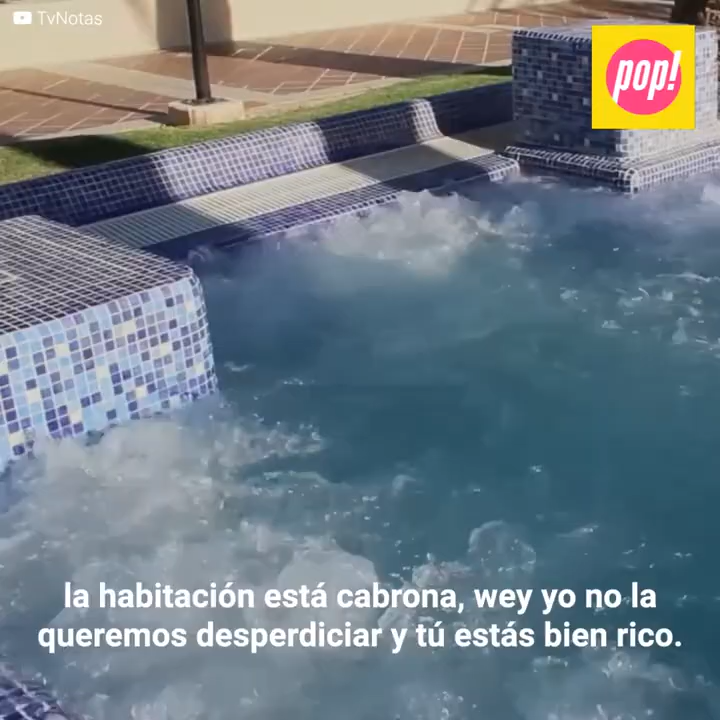 TvNotas
pop!
la habitación está cabrona, wey yo no la
queremos desperdiciar y tú estás bien rico.